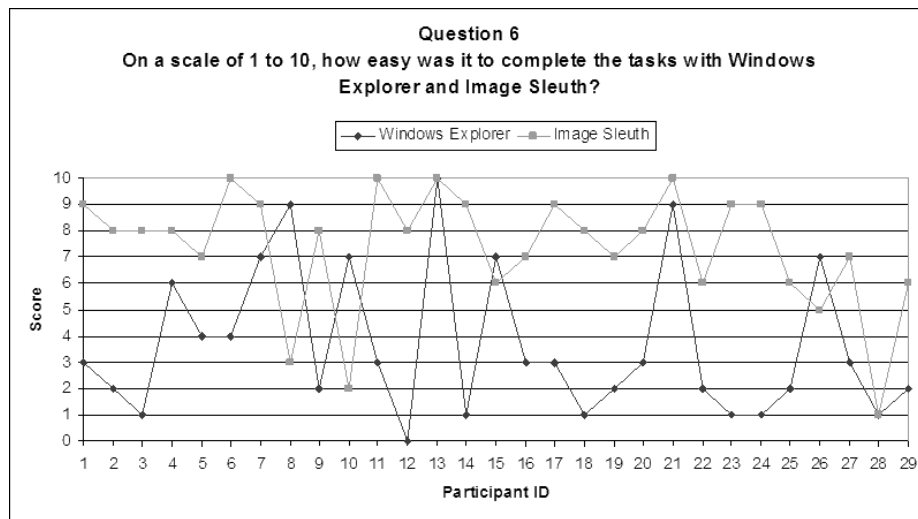 Question 6
On a scale of 1 to 10, how easy was it to complete the tasks with Windows
Explorer and Image Sleuth?
Windows Explorer Image Sleuth
10
9
8
7
6
5
4
3
2
1
0
Score
1 2 3 4 5 6 7 8 9 10 11 12 13 14 15 16 17 18 19 20 21 22 23 24 25 26 27 28 29
Participant ID